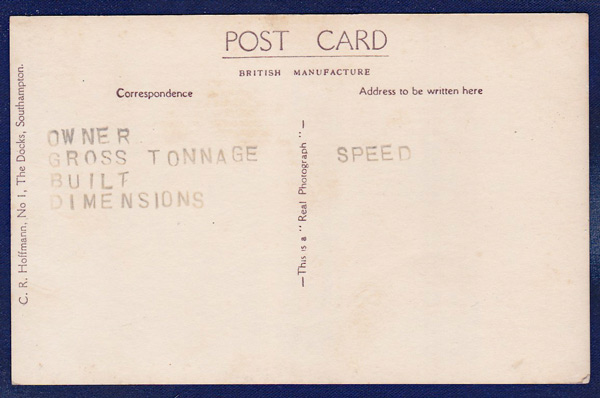 POST CARD
BRITISH MANUFACTURE
Correspondence
Address to be written here
OWNER
GROSS TONNAGE
BUILT
DIMENSIONS
SPEED
—This is a "Real Photograph"—
C. R. Hoffmann, No 1, The Docks, Southampton.